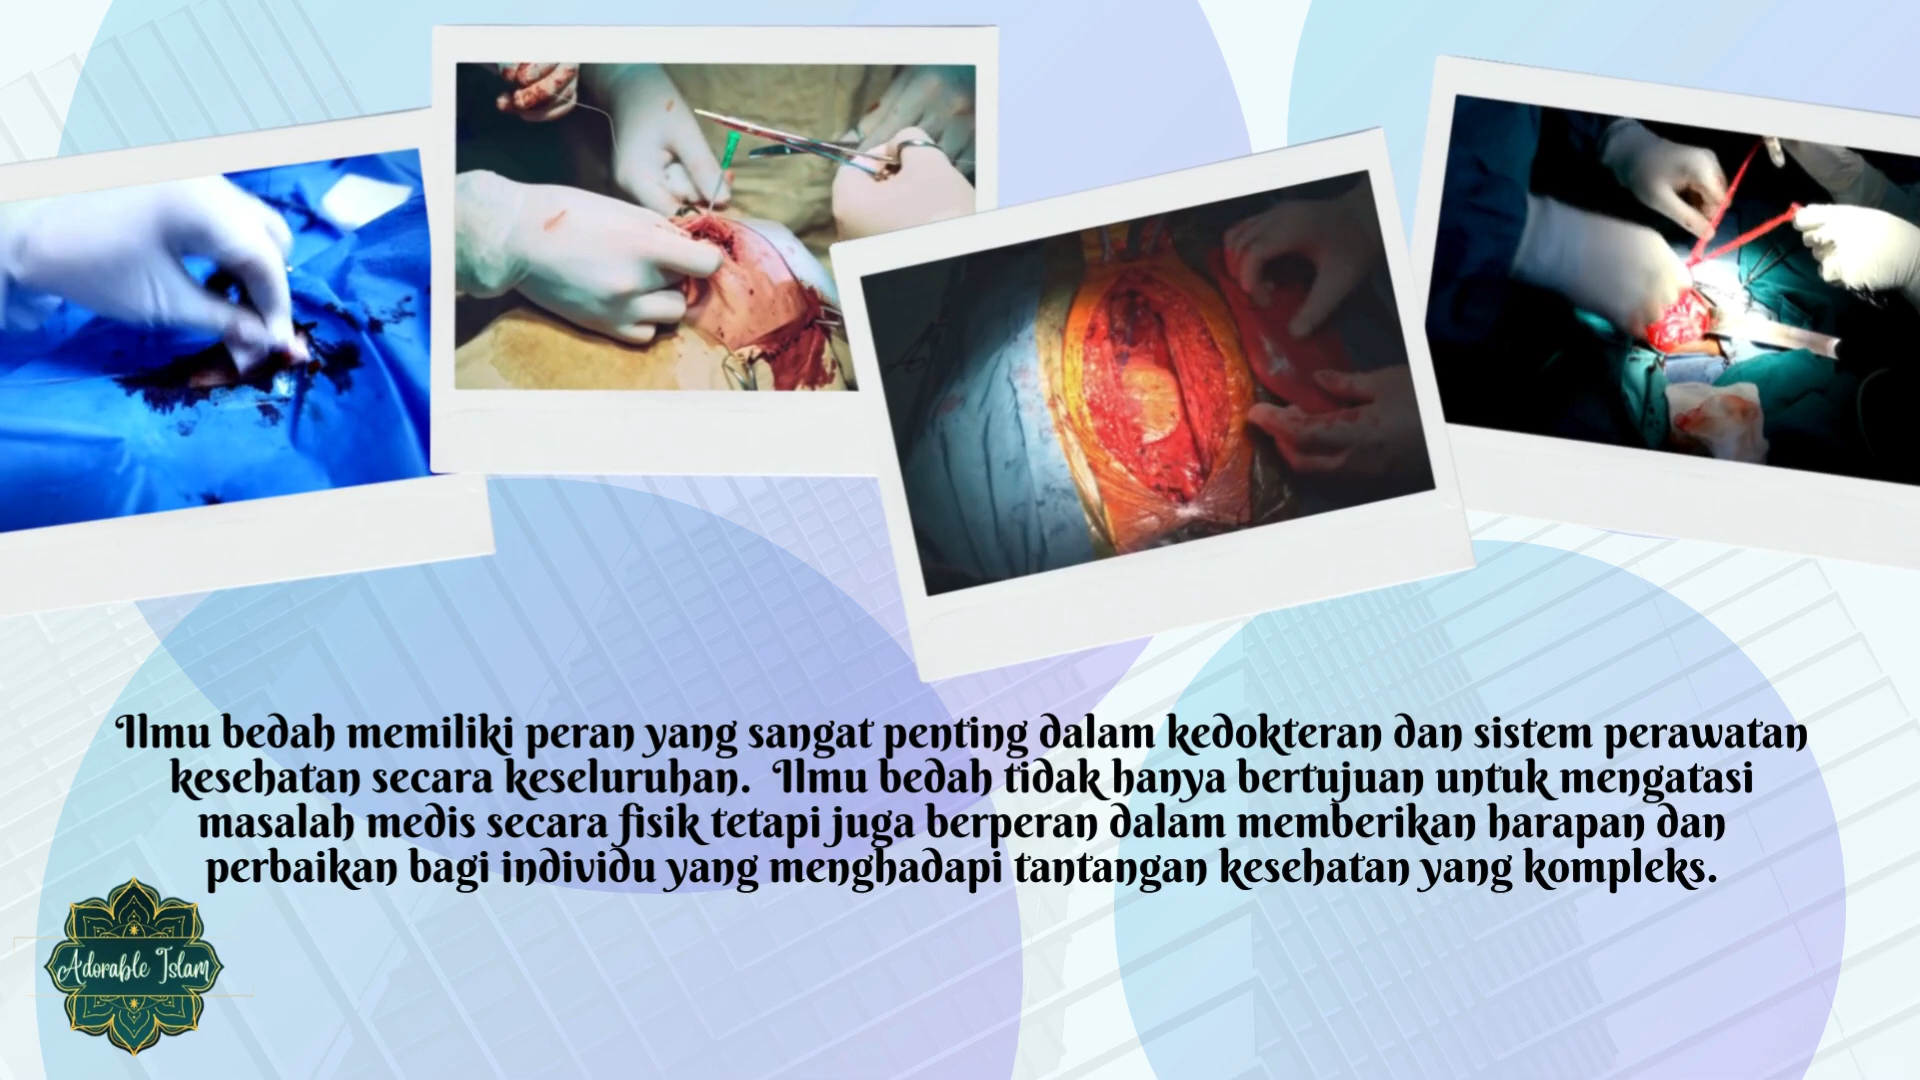 Ilmu bedah memiliki peran yang sangat penting dalam kedokteran dan sistem perawatan
kesehatan secara keseluruhan.  Ilmu bedah tidak hanya bertujuan untuk mengatasi
masalah medis secara fisik tetapi juga berperan dalam memberikan harapan dan
perbaikan bagi individu yang menghadapi tantangan kesehatan yang kompleks.
Adorable Islam